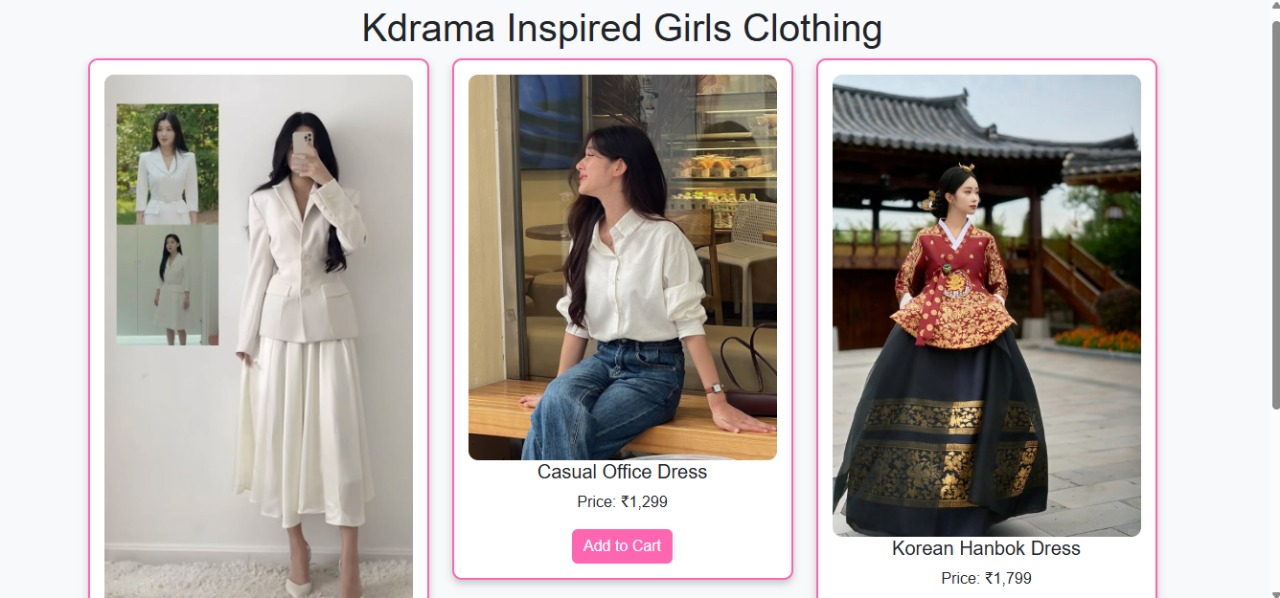 Kdrama Inspired Girls Clothing
Casual Office Dress
Price: ₹1,299
Add to Cart
Korean Hanbok Dress
Price: ₹1,799